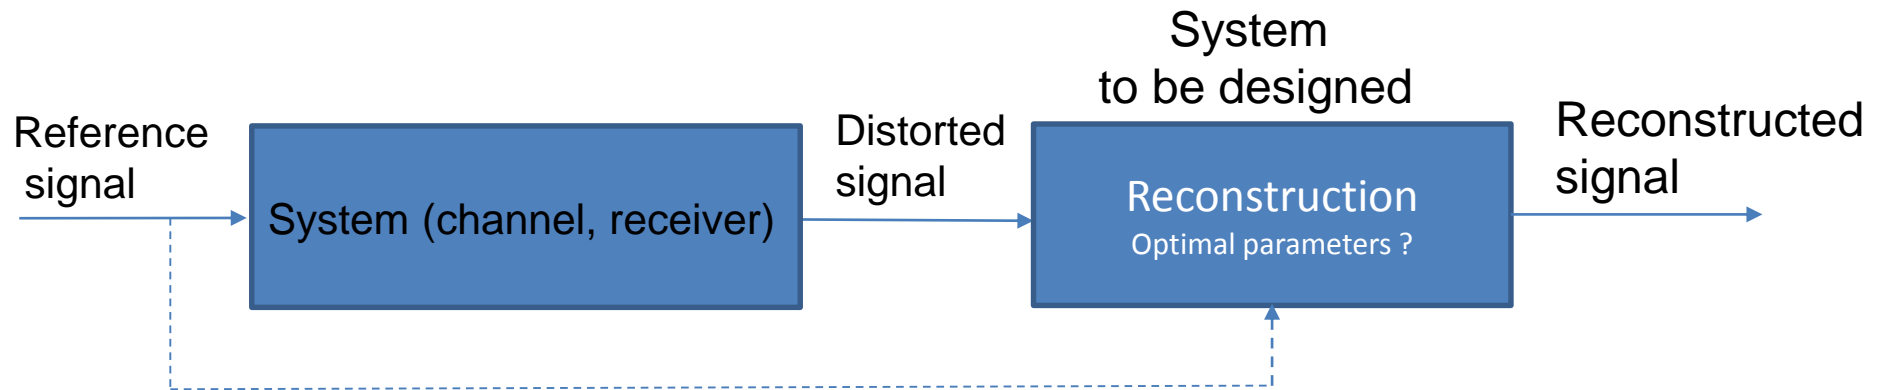 Reference
signal
System (channel, receiver)
Distorted
signal
System
to be designed
Reconstruction
Optimal parameters ?
Reconstructed
signal